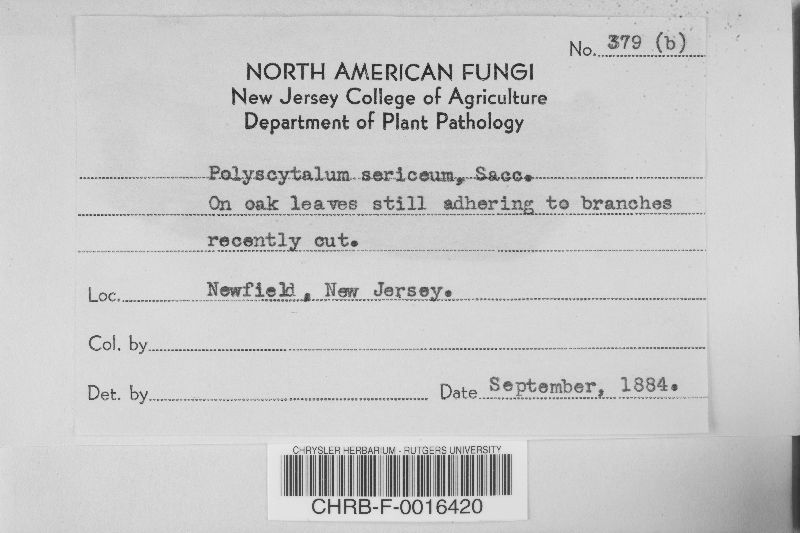 No. 379 (b)
NORTH AMERICAN FUNGI
New Jersey College of Agriculture
Department of Plant Pathology
Polyscytalum sericeum, Sacc.
On oak leaves still adhering to branches
recently cut.
Loc. Newfield, New Jersey.
Col. by
Det. by Date September, 1884.
CHRYSLER HERBARIUM - RUTGERS UNIVERSITY
CHRB-F-0016420